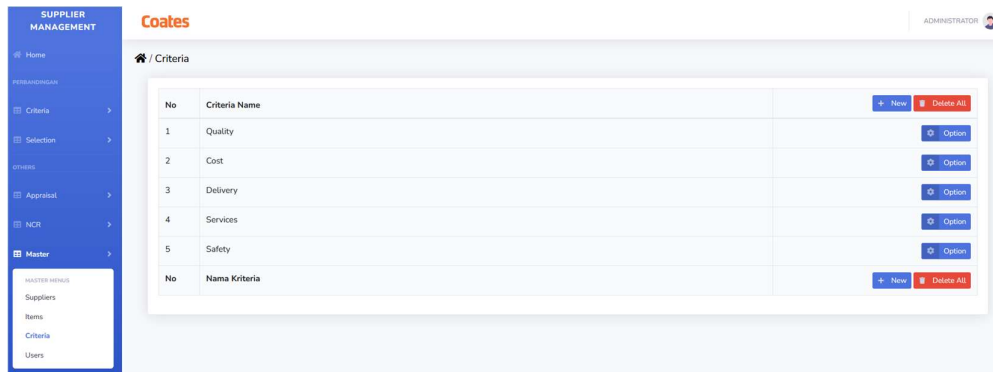 SUPPLIER
MANAGEMENT
Home
PERBANDINGAN
Criteria
Selection
OTHERS
Appraisal
NCR
Master
MASTER MENUS
Suppliers
Items
Criteria
Users
Coates
ADMINISTRATOR
/ Criteria
No Criteria Name + New Delete All
1 Quality Option
2 Cost Option
3 Delivery Option
4 Services Option
5 Safety Option
No Nama Kriteria + New Delete All